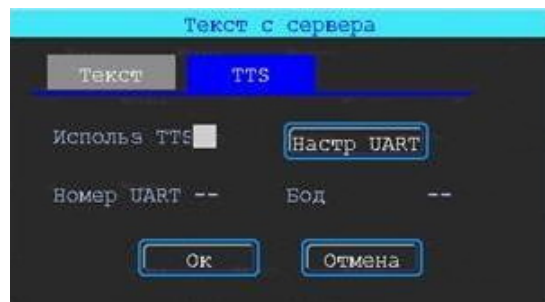 Текст с сервера
Текст TTS
Использ TTS Настр UART
Номер UART -- Бод --
Ок Отмена